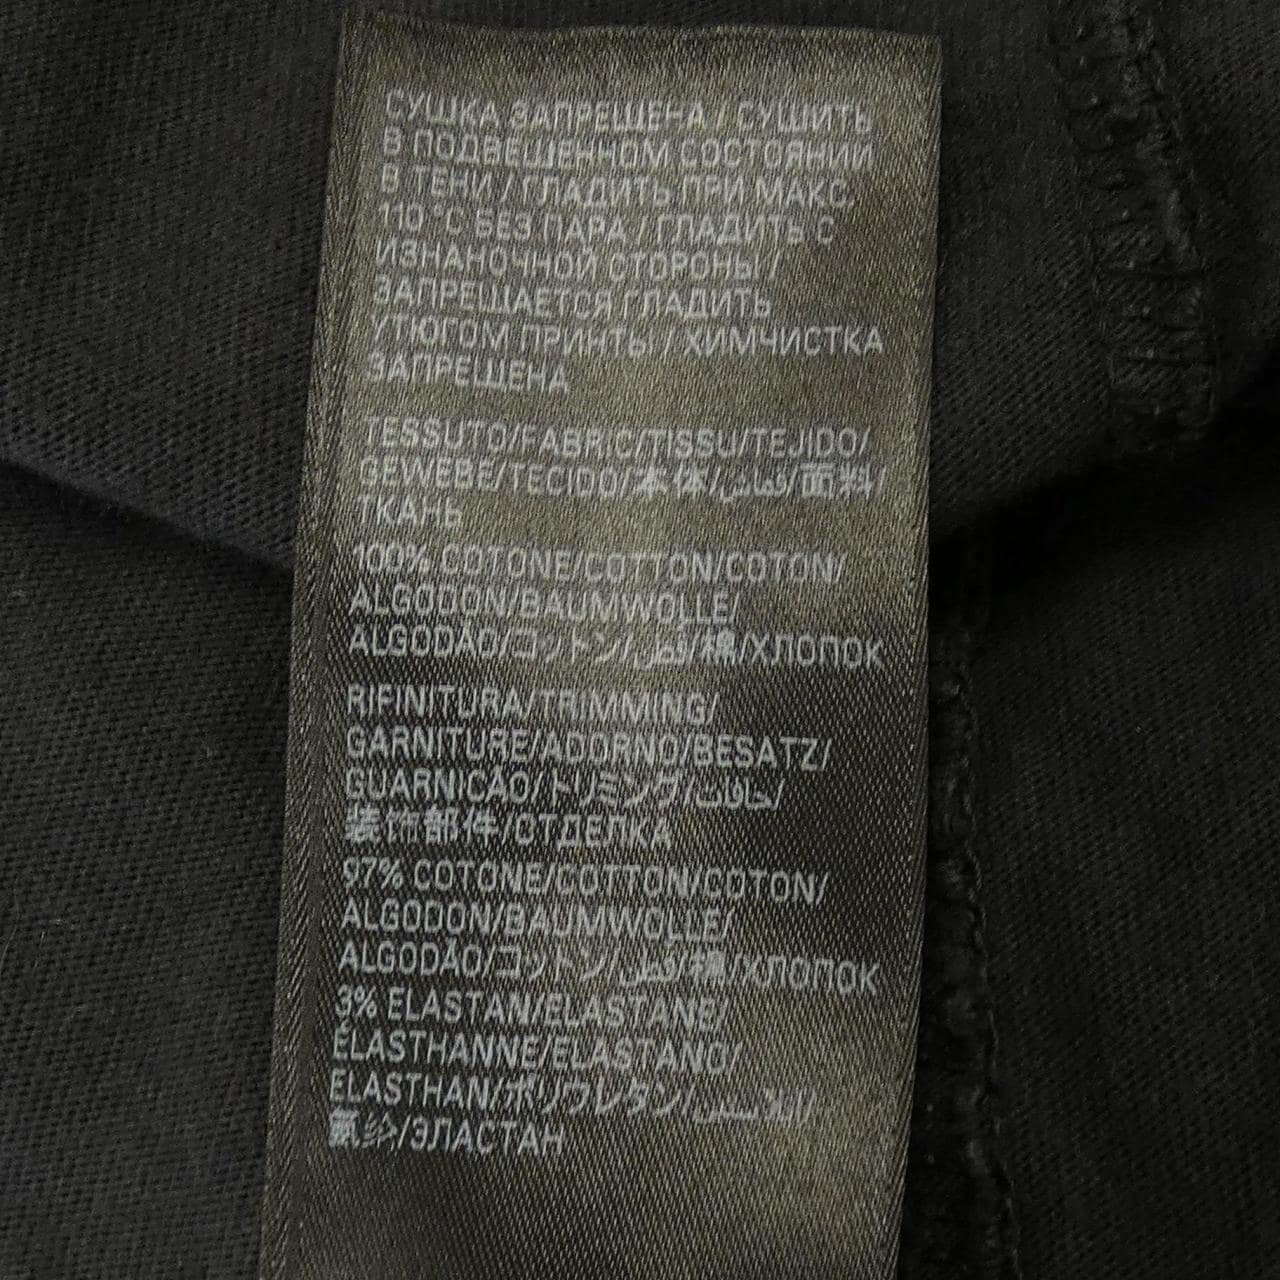 СУШКА ЗАПРЕЩЕНА / СУШИТЬ
В ПОДВЕШЕННОМ СОСТОЯНИИ
В ТЕНИ / ГЛАДИТЬ ПРИ МАКС.
110 °C БЕЗ ПАРА / ГЛАДИТЬ С
ИЗНАНОЧНОЙ СТОРОНЫ /
ЗАПРЕЩАЕТСЯ ГЛАДИТЬ
УТЮГОМ ПРИНТЫ / ХИМЧИСТКА
ЗАПРЕЩЕНА
TESSUTO/FABRIC/TISSU/TEJIDO/
GEWEBE/TECIDO/本体/قماش/面料/
ТКАНЬ
100% COTONE/COTTON/COTON/
ALGODON/BAUMWOLLE/
ALGODÃO/コットン/قطن/棉/ХЛОПОК
RIFINITURA/TRIMMING/
GARNITURE/ADORNO/BESATZ/
GUARNICÃO/トリミング/حافات/
装饰部件/ОТДЕЛКА
97% COTONE/COTTON/COTON/
ALGODON/BAUMWOLLE/
ALGODÃO/コットン/قطن/棉/ХЛОПОК
3% ELASTAN/ELASTANE/
ÉLASTHANNE/ELASTANO/
ELASTHAN/ポリウレタン/إيلاستين/
氨纶/ЭЛАСТАН